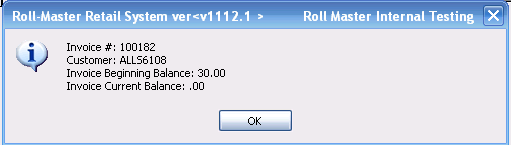 Roll-Master Retail System ver<v1112.1 > Roll Master Internal Testing
Invoice #: 100182
Customer: ALLS6108
Invoice Beginning Balance: 30.00
Invoice Current Balance: .00
OK